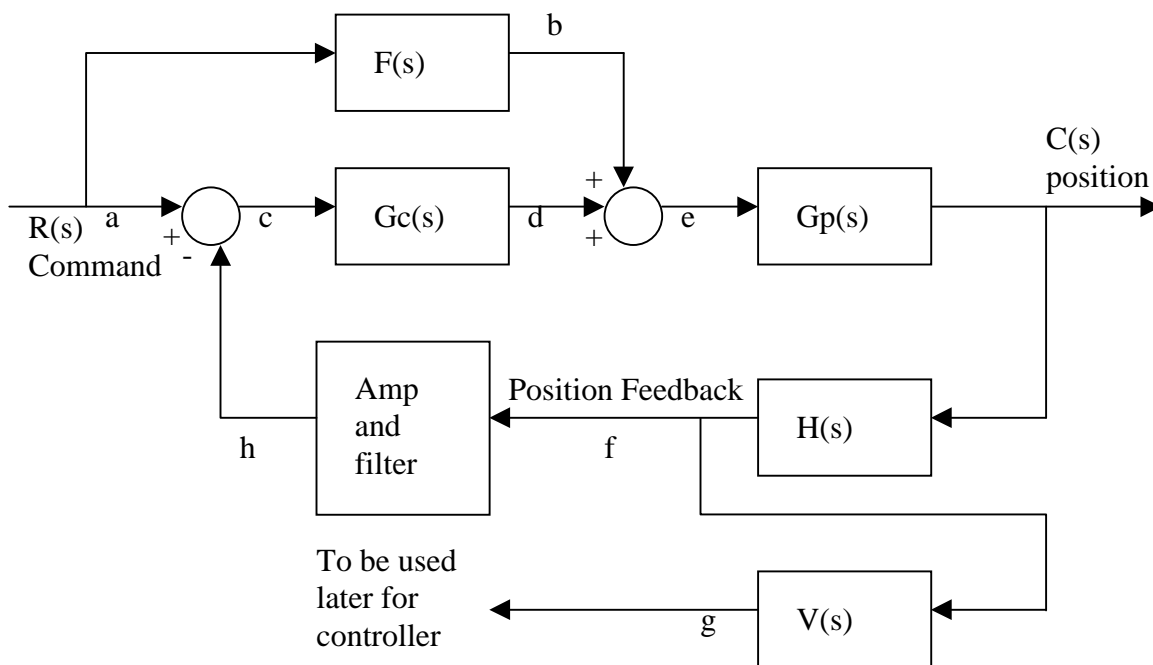 b
F(s)
C(s)
position
+
a
c
Gc(s)
d
e
Gp(s)
R(s)
+
+
Command
-
Amp
and
filter
Position Feedback
H(s)
h
f
To be used
later for
controller
g
V(s)